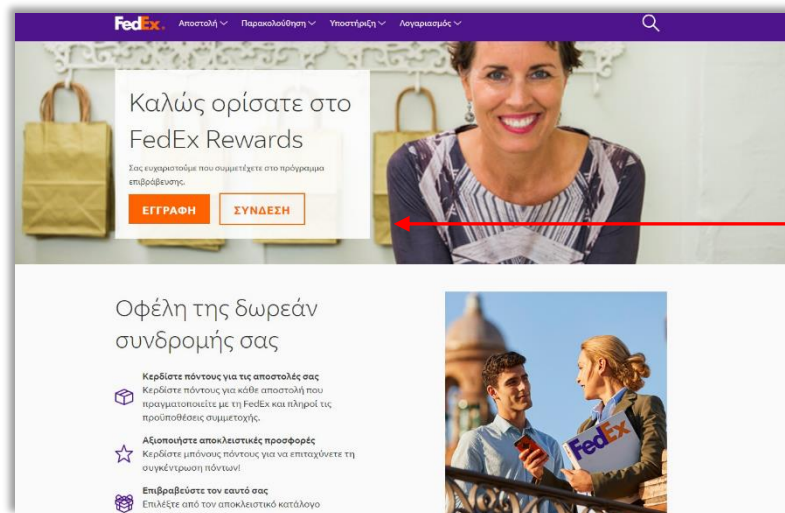 FedEx. Αποστολή Παρακολούθηση Υποστήριξη Λογαριασμός
Καλώς ορίσατε στο
FedEx Rewards
Σας ευχαριστούμε που συμμετέχετε στο πρόγραμμα
επιβράβευσης.
ΕΓΓΡΑΦΗ ΣΥΝΔΕΣΗ
Οφέλη της δωρεάν
συνδρομής σας
Κερδίστε πόντους για τις αποστολές σας
Κερδίστε πόντους για κάθε αποστολή που
πραγματοποιείτε με τη FedEx και πληροί τις
προϋποθέσεις συμμετοχής.
Αξιοποιήστε αποκλειστικές προσφορές
Κερδίστε μπόνους πόντους για να επιταχύνετε τη
συγκέντρωση πόντων!
Επιβραβεύστε τον εαυτό σας
Επιλέξτε από τον αποκλειστικό κατάλογο
FedEx